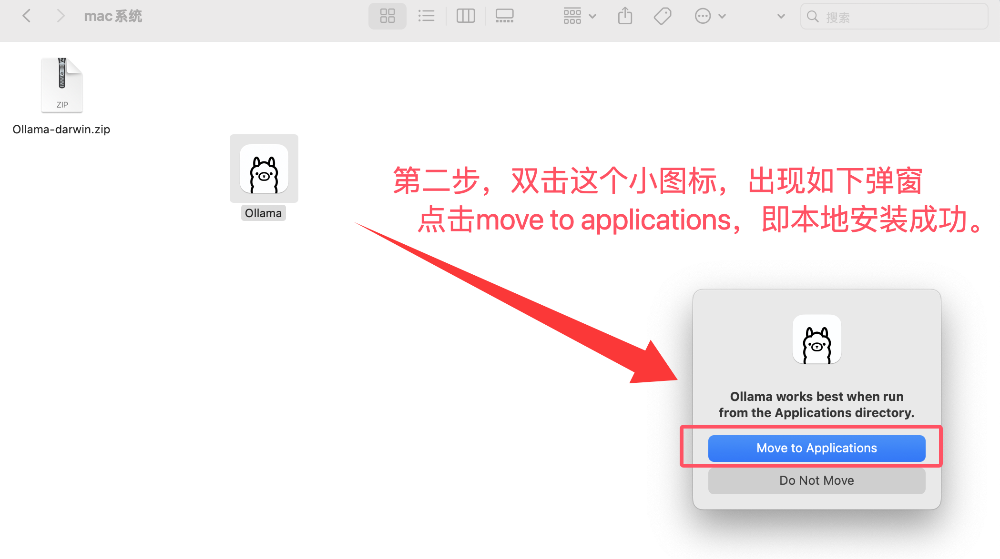 mac系统
搜索
ZIP
Ollama-darwin.zip
Ollama
第二步，双击这个小图标，出现如下弹窗
点击move to applications，即本地安装成功。
Ollama works best when run
from the Applications directory.
Move to Applications
Do Not Move